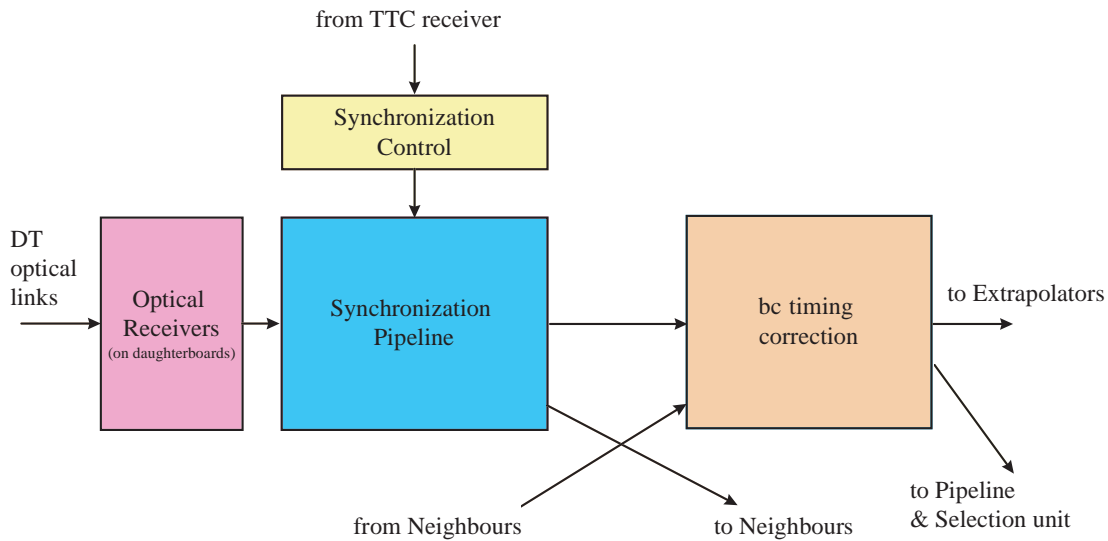 from TTC receiver
Synchronization
Control
DT
optical
links
Optical
Receivers
(on daughterboards)
Synchronization
Pipeline
bc timing
correction
to Extrapolators
from Neighbours
to Neighbours
to Pipeline
& Selection unit